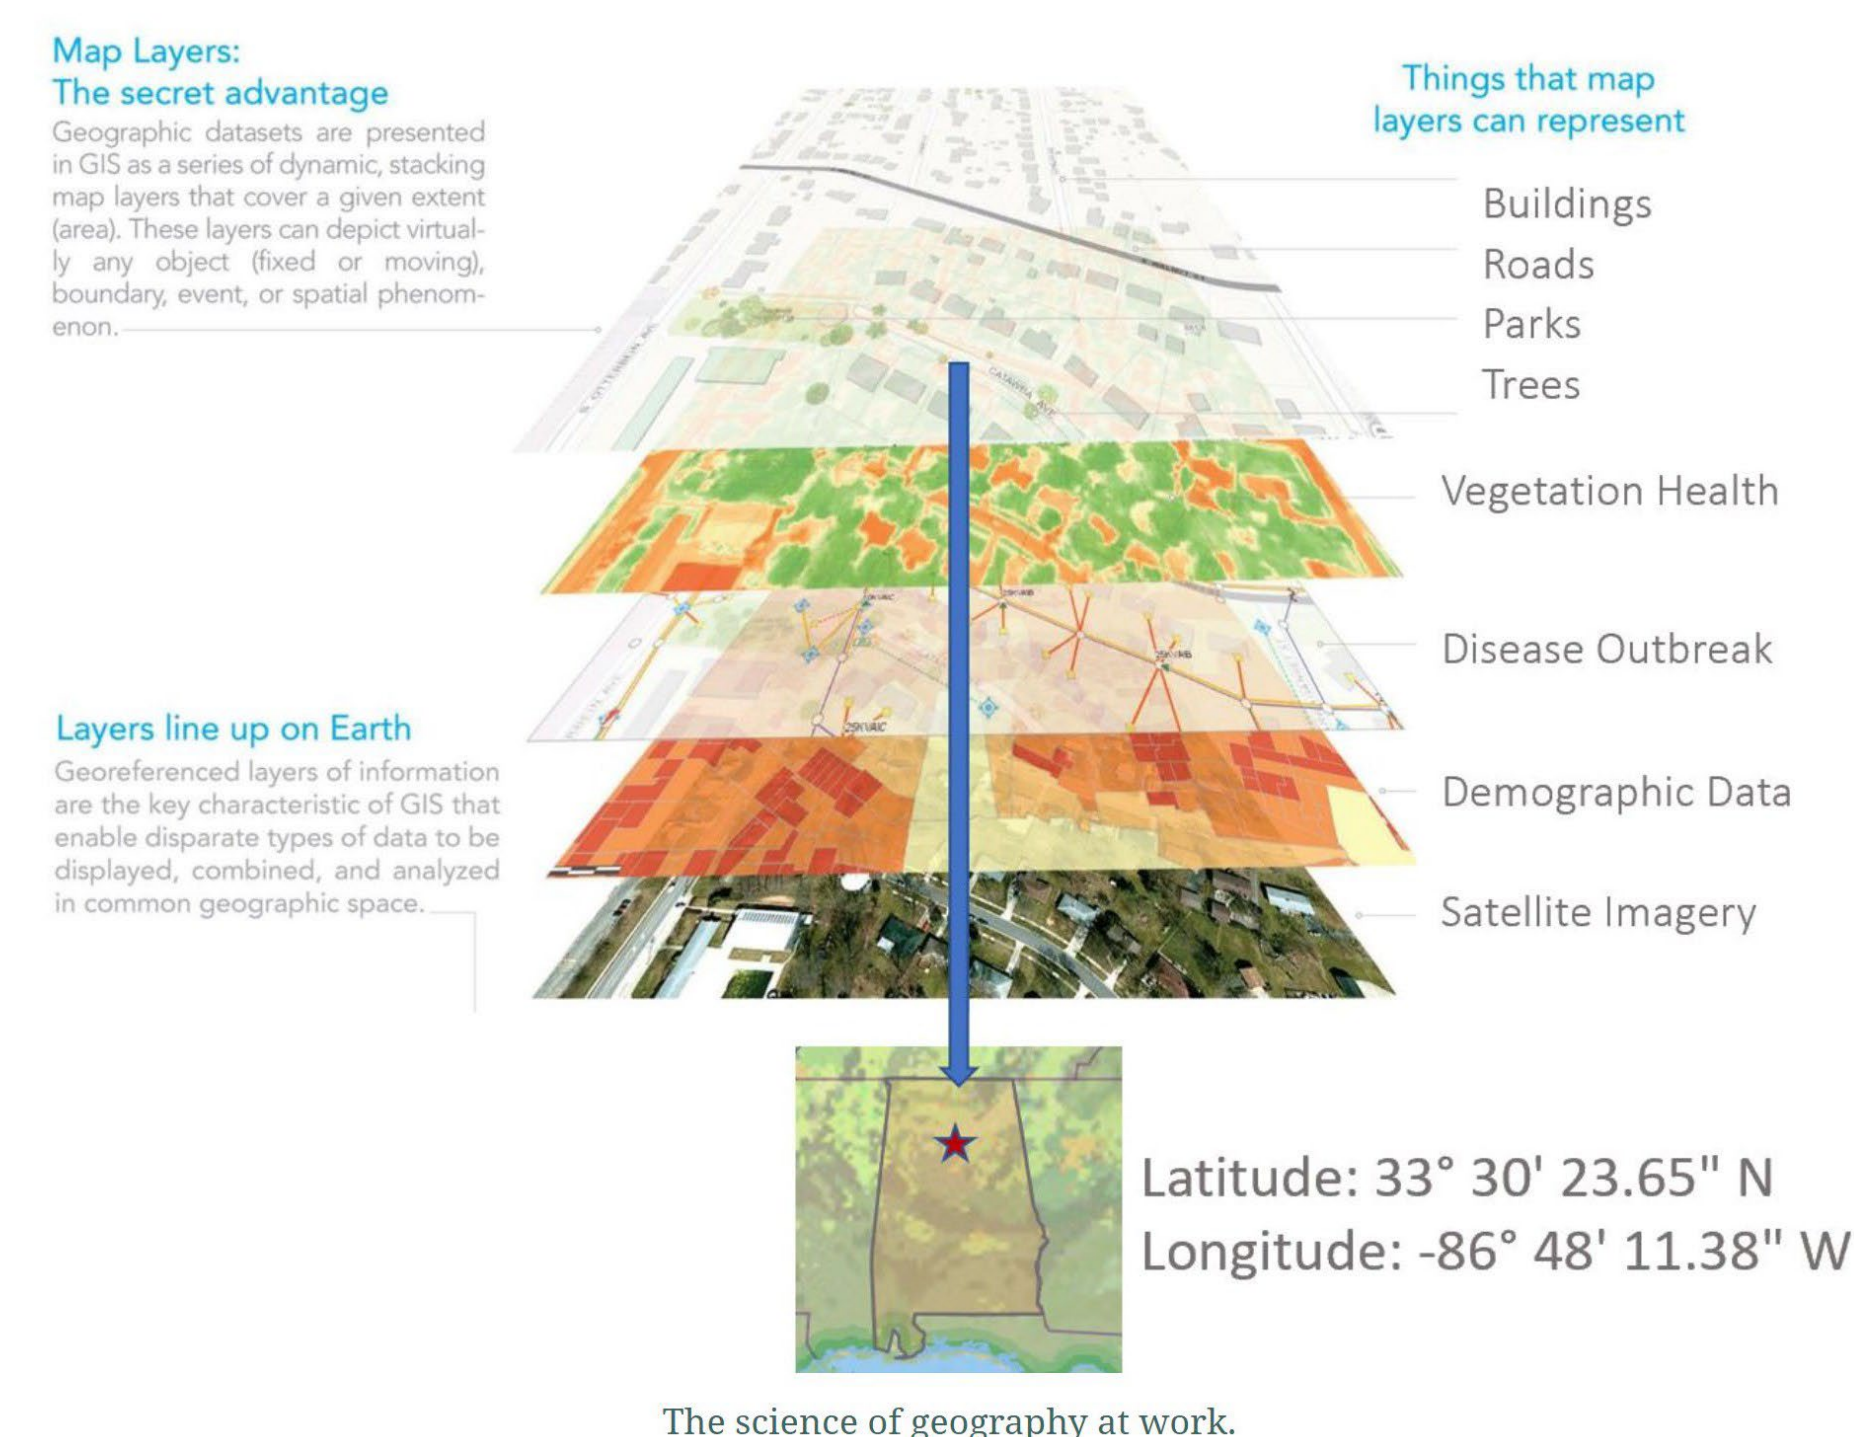 Map Layers:
The secret advantage
Geographic datasets are presented
in GIS as a series of dynamic, stacking
map layers that cover a given extent
(area). These layers can depict virtual-
ly any object (fixed or moving),
boundary, event, or spatial phenom-
enon.
Things that map
layers can represent
Buildings
Roads
Parks
Trees
S OTTERBEIN AVE
CATAWBA AVE
Vegetation Health
Disease Outbreak
25KVAIC
Layers line up on Earth
Georeferenced layers of information
are the key characteristic of GIS that
enable disparate types of data to be
displayed, combined, and analyzed
in common geographic space.
Demographic Data
Satellite Imagery
Latitude: 33° 30' 23.65" N
Longitude: -86° 48' 11.38" W
The science of geography at work.